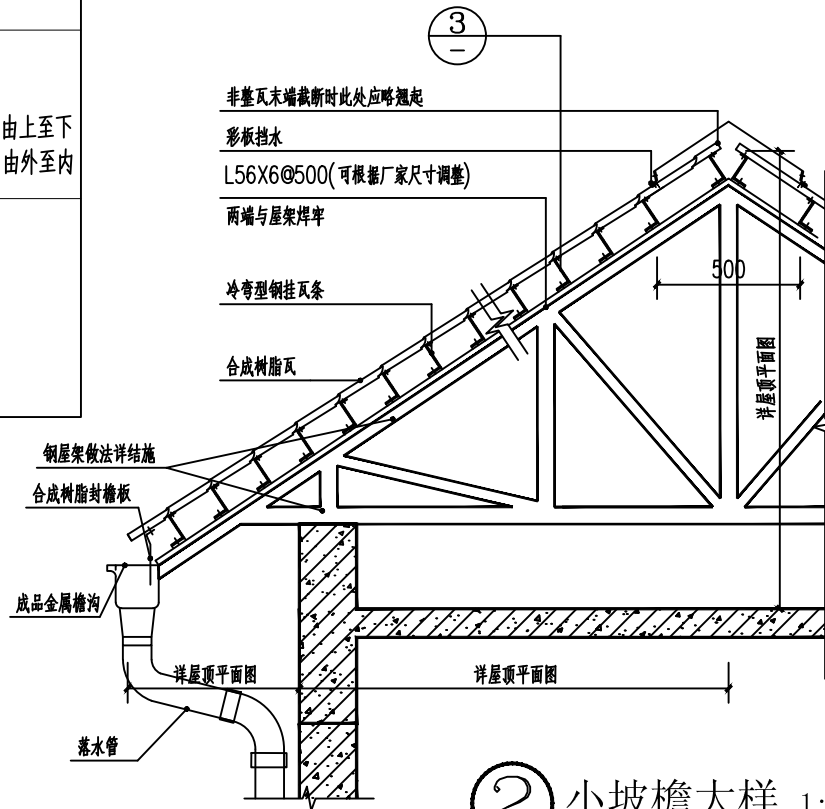 3
–
由上至下
由外至内
非整瓦末端截断时此处应略翘起
彩板挡水
L56X6@500(可根据厂家尺寸调整)
两端与屋架焊牢
500
冷弯型钢挂瓦条
详屋顶平面图
合成树脂瓦
钢屋架做法详结施
合成树脂封檐板
成品金属檐沟
详屋顶平面图
详屋顶平面图
落水管
2 小坡檐大样 1: